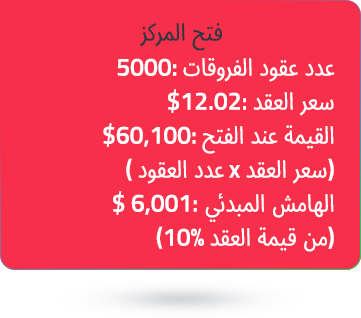 فتح المركز
عدد عقود الفروقات :5000
سعر العقد :12.02$
القيمة عند الفتح :60,100$
(سعر العقد x عدد العقود )
الهامش المبدئي :6,001 $
(من قيمة العقد %10)